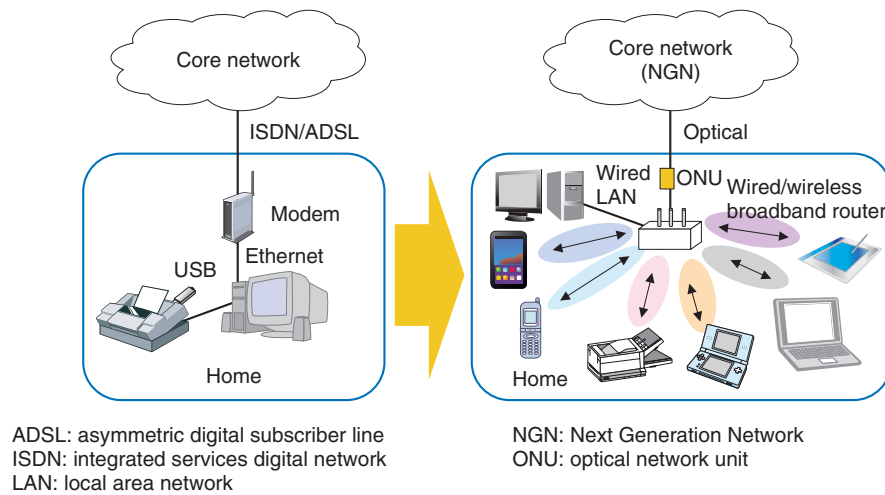 Core network
ISDN/ADSL
Modem
Ethernet
USB
Home
Core network
(NGN)
Optical
Wired
LAN
ONU
Wired/wireless
broadband router
Home
ADSL: asymmetric digital subscriber line
ISDN: integrated services digital network
LAN: local area network
NGN: Next Generation Network
ONU: optical network unit